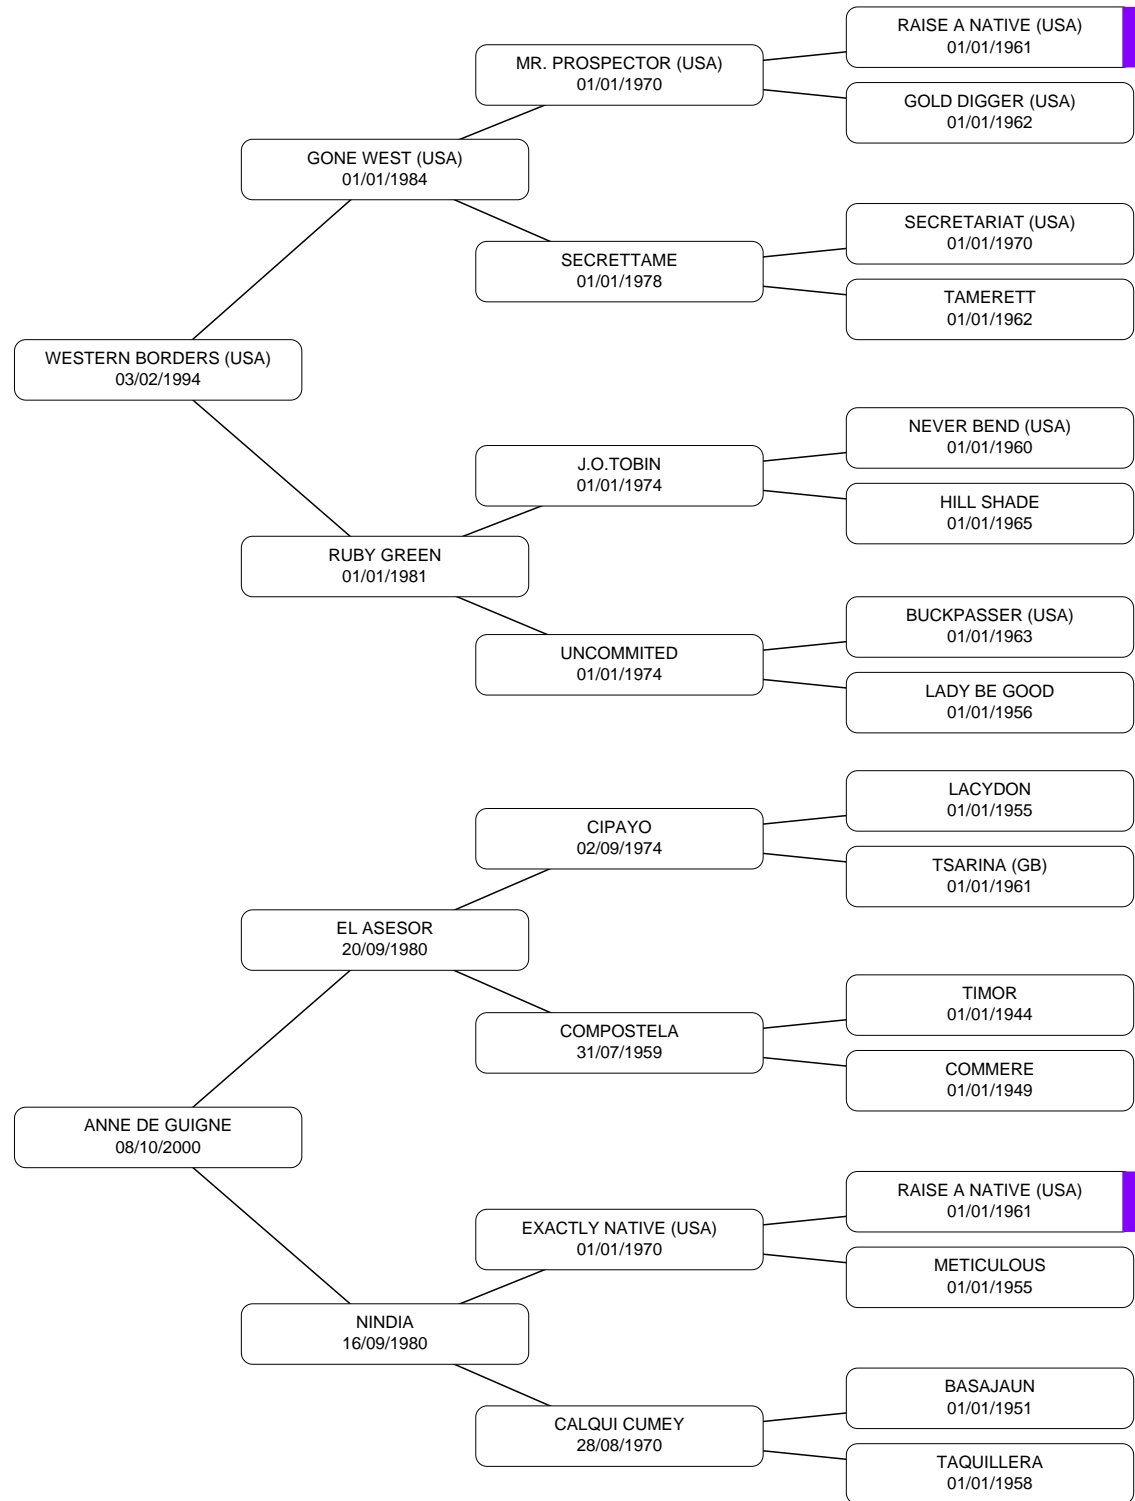 RAISE A NATIVE (USA)
01/01/1961
MR. PROSPECTOR (USA)
01/01/1970
GOLD DIGGER (USA)
01/01/1962
GONE WEST (USA)
01/01/1984
SECRETARIAT (USA)
01/01/1970
SECRETTAME
01/01/1978
TAMERETT
01/01/1962
WESTERN BORDERS (USA)
03/02/1994
NEVER BEND (USA)
01/01/1960
J.O.TOBIN
01/01/1974
HILL SHADE
01/01/1965
RUBY GREEN
01/01/1981
BUCKPASSER (USA)
01/01/1963
UNCOMMITED
01/01/1974
LADY BE GOOD
01/01/1956
LACYDON
01/01/1955
CIPAYO
02/09/1974
TSARINA (GB)
01/01/1961
EL ASESOR
20/09/1980
TIMOR
01/01/1944
COMPOSTELA
31/07/1959
COMMERE
01/01/1949
ANNE DE GUIGNE
08/10/2000
RAISE A NATIVE (USA)
01/01/1961
EXACTLY NATIVE (USA)
01/01/1970
METICULOUS
01/01/1955
NINDIA
16/09/1980
BASAJAUN
01/01/1951
CALQUI CUMEY
28/08/1970
TAQUILLERA
01/01/1958